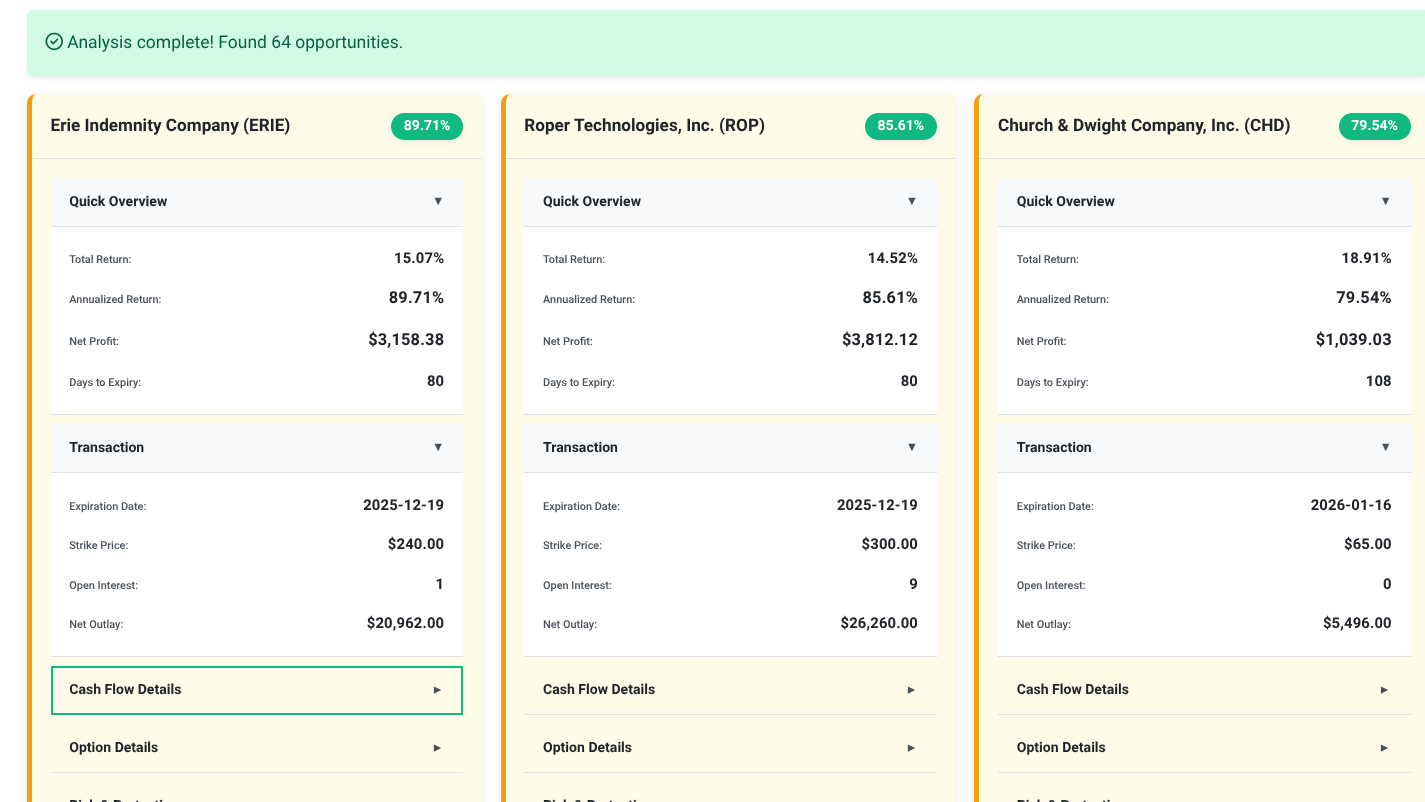 Analysis complete! Found 64 opportunities.
Erie Indemnity Company (ERIE) 89.71%
Quick Overview ▼
Total Return: 15.07%
Annualized Return: 89.71%
Net Profit: $3,158.38
Days to Expiry: 80
Transaction ▼
Expiration Date: 2025-12-19
Strike Price: $240.00
Open Interest: 1
Net Outlay: $20,962.00
Cash Flow Details ►
Option Details ►
Roper Technologies, Inc. (ROP) 85.61%
Quick Overview ▼
Total Return: 14.52%
Annualized Return: 85.61%
Net Profit: $3,812.12
Days to Expiry: 80
Transaction ▼
Expiration Date: 2025-12-19
Strike Price: $300.00
Open Interest: 9
Net Outlay: $26,260.00
Cash Flow Details ►
Option Details ►
Church & Dwight Company, Inc. (CHD) 79.54%
Quick Overview ▼
Total Return: 18.91%
Annualized Return: 79.54%
Net Profit: $1,039.03
Days to Expiry: 108
Transaction ▼
Expiration Date: 2026-01-16
Strike Price: $65.00
Open Interest: 0
Net Outlay: $5,496.00
Cash Flow Details ►
Option Details ►